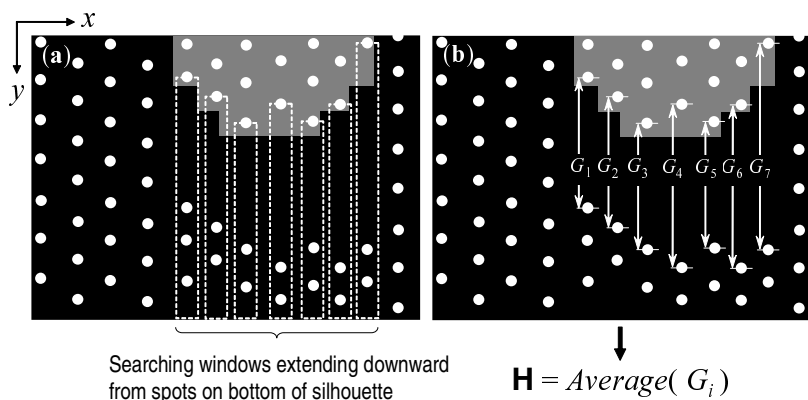 x
y
(a)
(b)
G1 G2 G3 G4 G5 G6 G7
Searching windows extending downward
from spots on bottom of silhouette
H = Average( Gi )